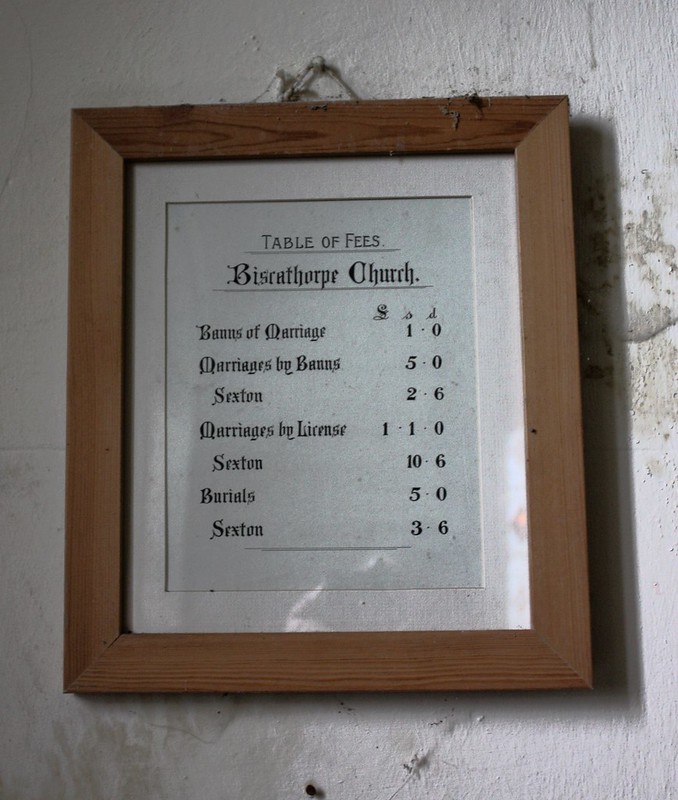 TABLE OF FEES.
Biscathorpe Church.
£ s d
Banns of Marriage 1 · 0
Marriages by Banns 5 · 0
Sexton 2 · 6
Marriages by License 1 · 1 · 0
Sexton 10 · 6
Burials 5 · 0
Sexton 3 · 6